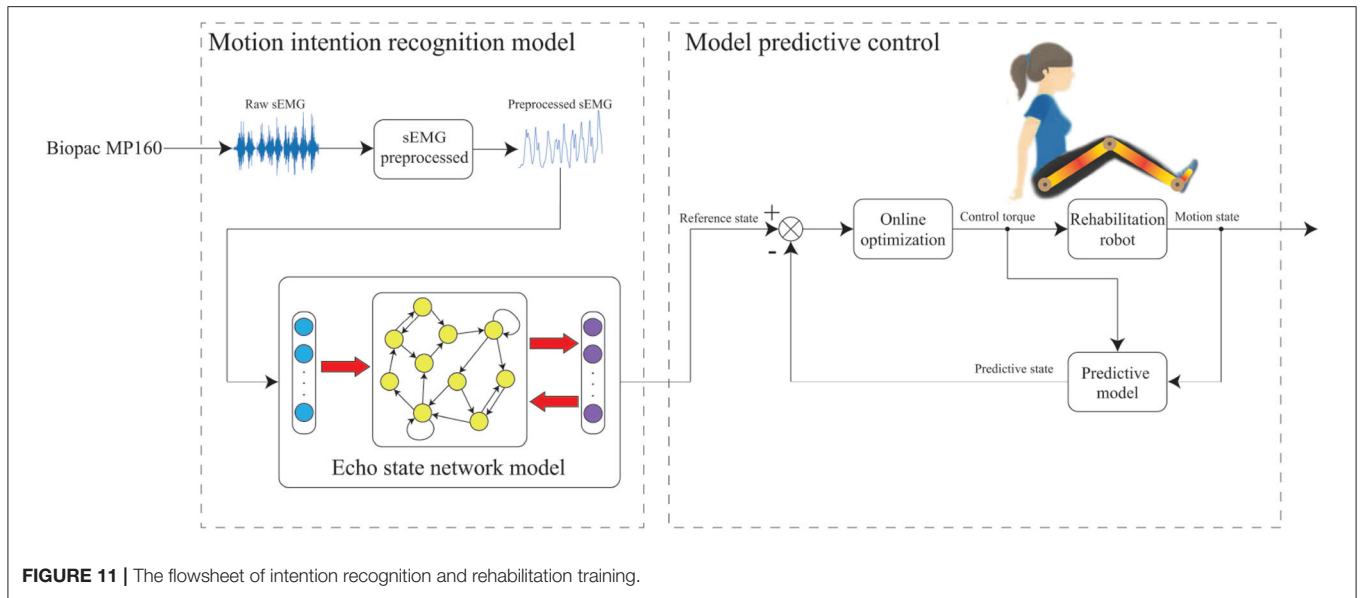 Motion intention recognition model
Model predictive control
Raw sEMG
Preprocessed sEMG
Biopac MP160
sEMG
preprocessed
Reference state
+
-
Online
optimization
Control torque
Rehabilitation
robot
Motion state
Predictive state
Predictive
model
Echo state network model
FIGURE 11 | The flowsheet of intention recognition and rehabilitation training.